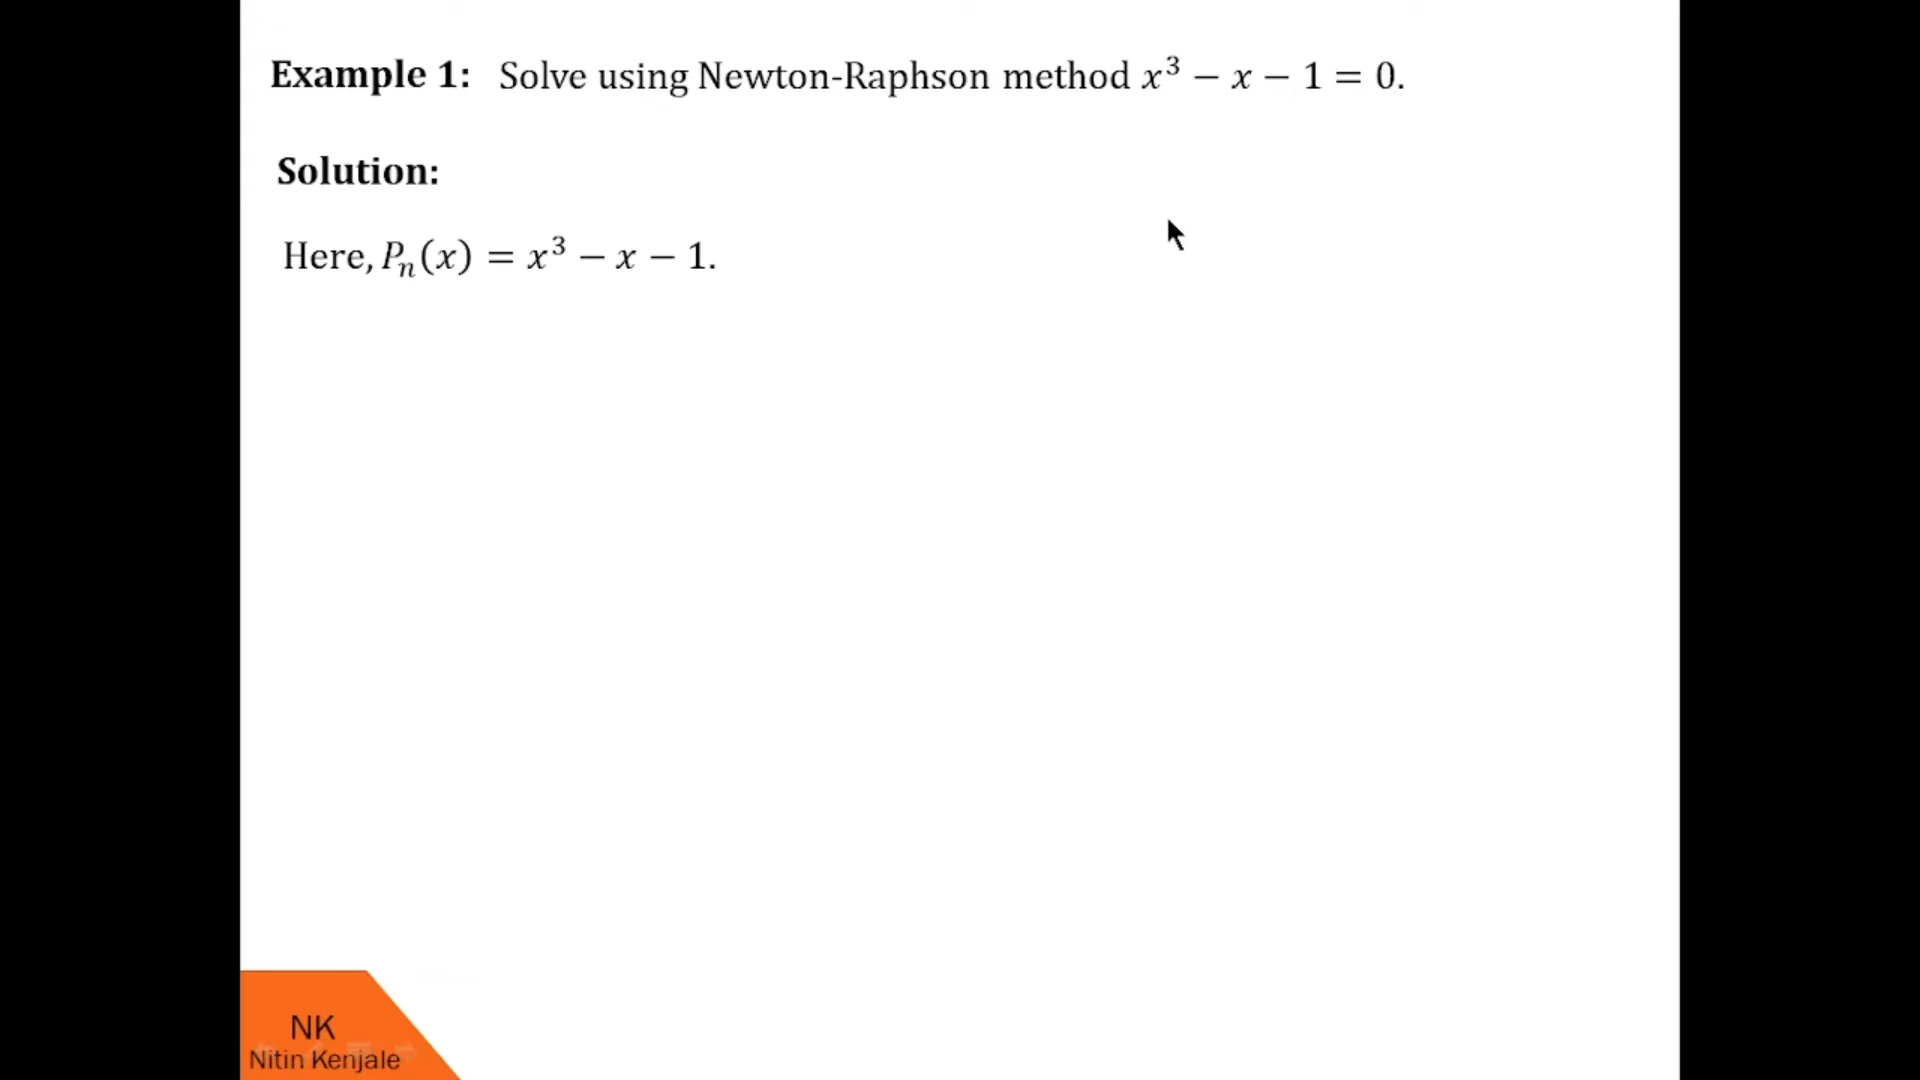 Example 1: Solve using Newton-Raphson method x³ − x − 1 = 0.
Solution:
Here, Pₙ(x) = x³ − x − 1.
NK
Nitin Kenjale